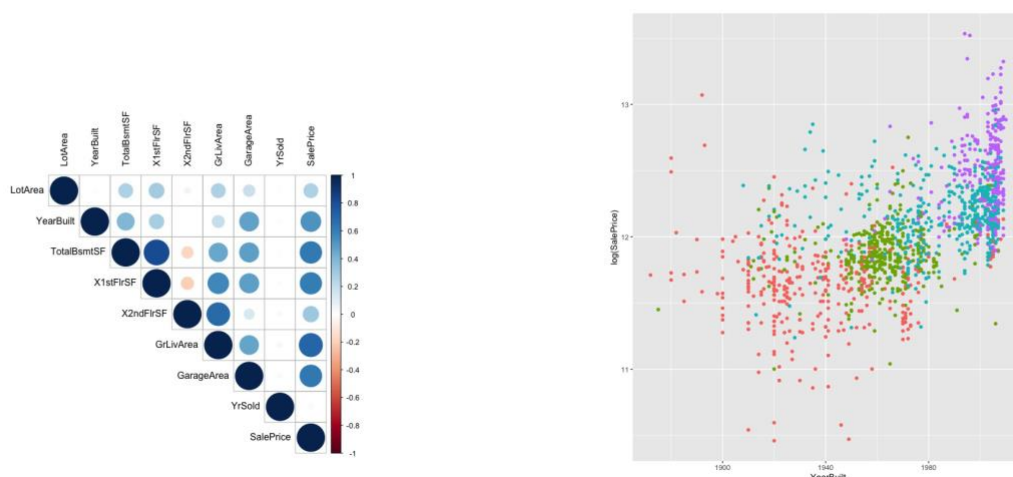 LotArea
YearBuilt
TotalBsmtSF
X1stFlrSF
X2ndFlrSF
GrLivArea
GarageArea
YrSold
SalePrice
LotArea
YearBuilt
TotalBsmtSF
X1stFlrSF
X2ndFlrSF
GrLivArea
GarageArea
YrSold
SalePrice
1
0.8
0.6
0.4
0.2
0
-0.2
-0.4
-0.6
-0.8
-1
log(SalePrice)
13
12
11
1900
1940
1980
YearBuilt